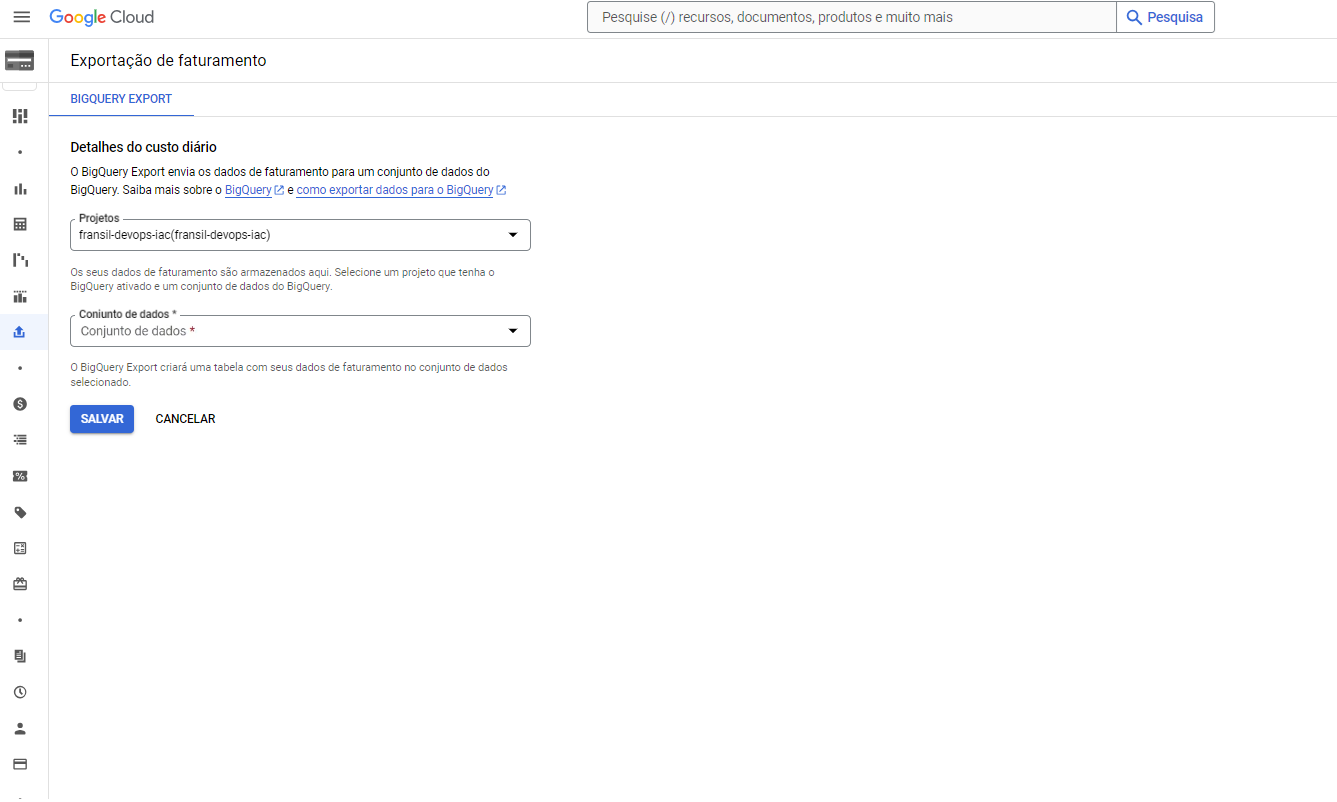 Google Cloud
Pesquise (/) recursos, documentos, produtos e muito mais
Pesquisa
Exportação de faturamento
BIGQUERY EXPORT
Detalhes do custo diário
O BigQuery Export envia os dados de faturamento para um conjunto de dados do
BigQuery. Saiba mais sobre o BigQuery e como exportar dados para o BigQuery
Projetos
fransil-devops-iac(fransil-devops-iac)
Os seus dados de faturamento são armazenados aqui. Selecione um projeto que tenha o
BigQuery ativado e um conjunto de dados do BigQuery.
Conjunto de dados *
Conjunto de dados *
O BigQuery Export criará uma tabela com seus dados de faturamento no conjunto de dados
selecionado.
SALVAR
CANCELAR